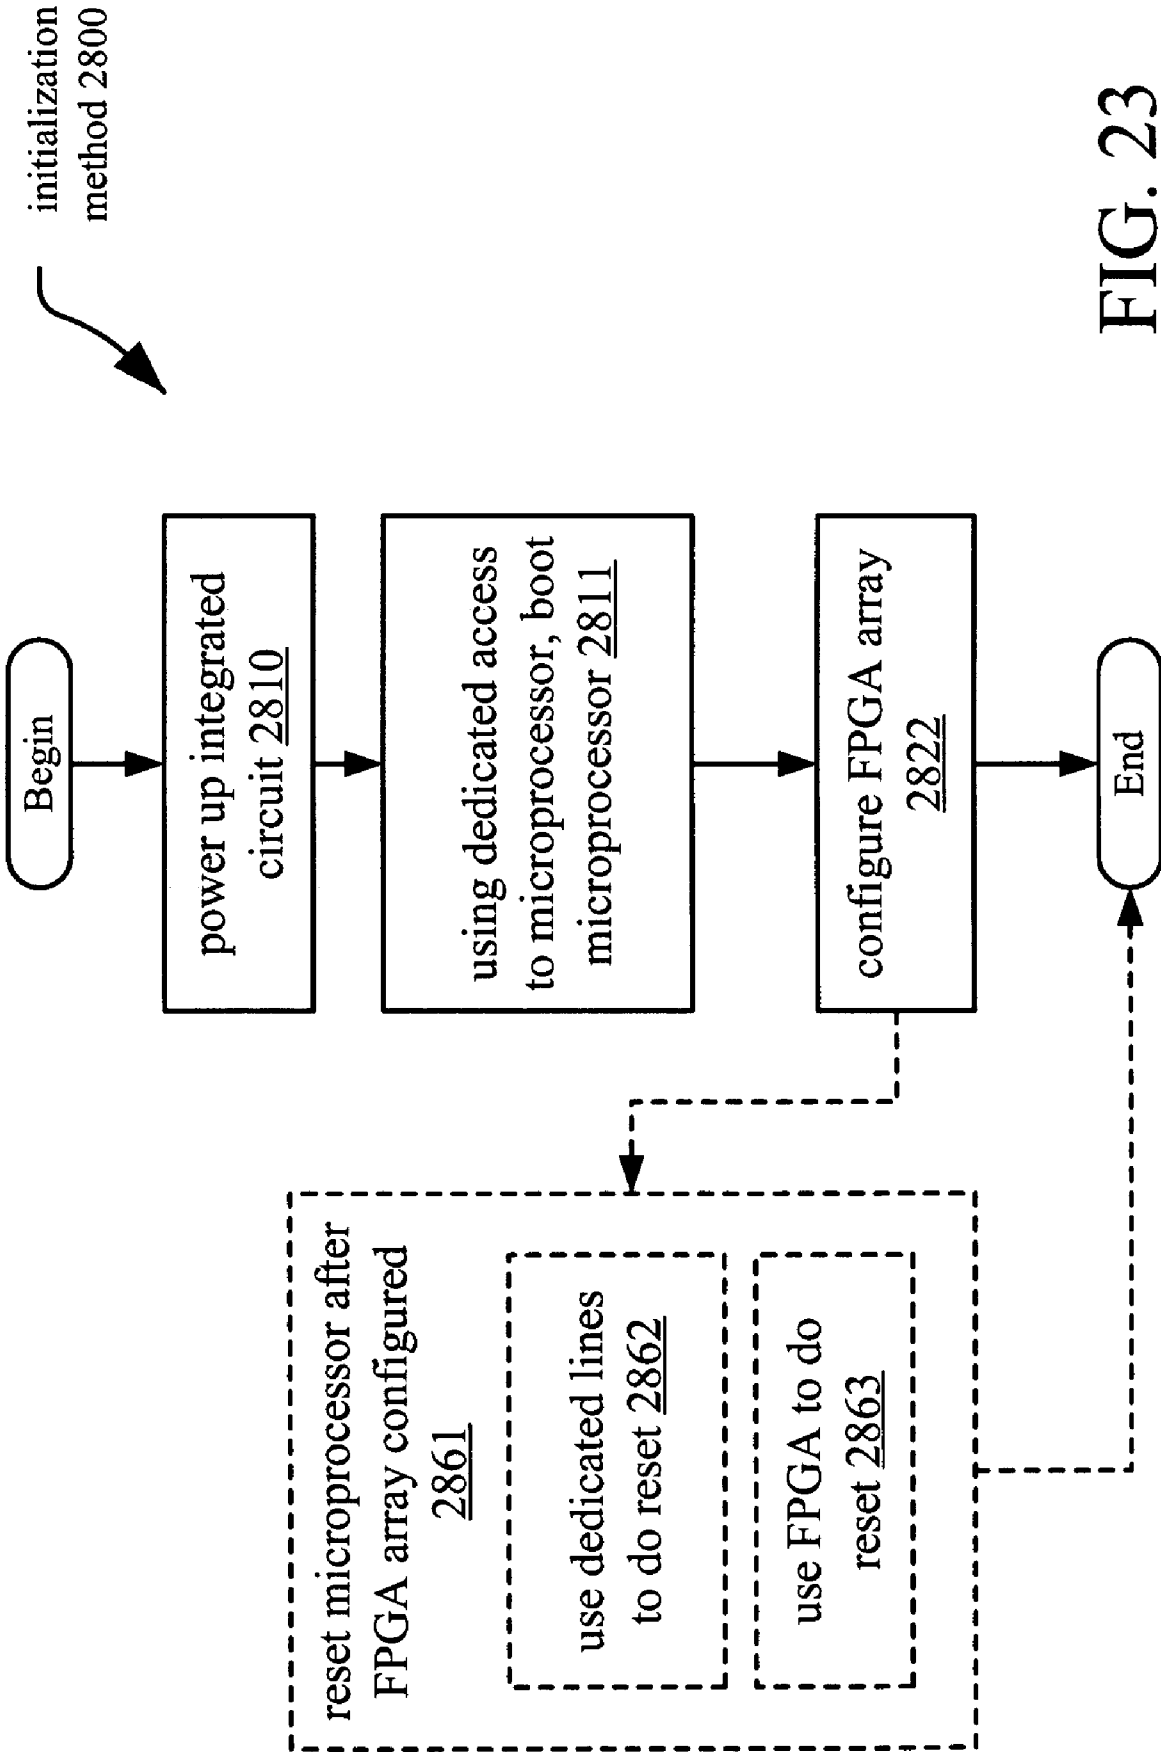 initialization
method 2800
Begin
power up integrated
circuit 2810
using dedicated access
to microprocessor, boot
microprocessor 2811
configure FPGA array
2822
End
reset microprocessor after
FPGA array configured
2861
use dedicated lines
to do reset 2862
use FPGA to do
reset 2863
FIG. 23